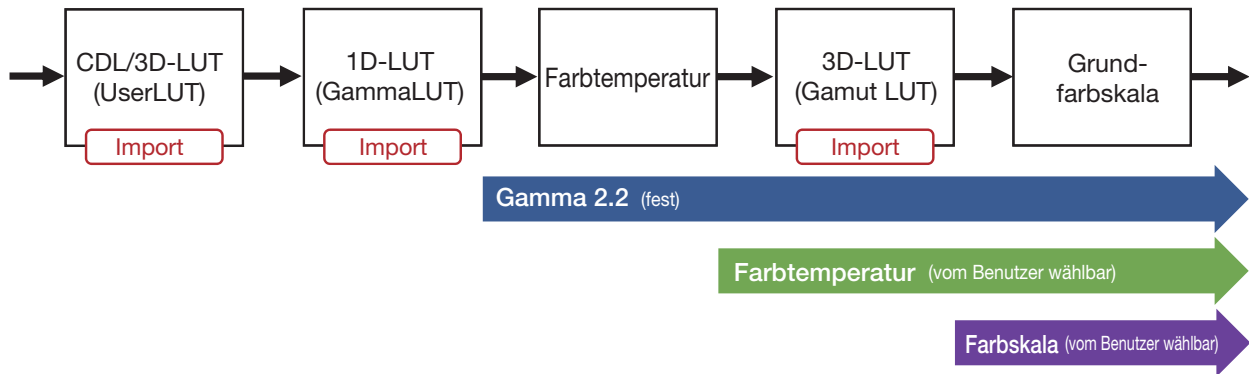 CDL/3D-LUT
(UserLUT)
Import
1D-LUT
(GammaLUT)
Import
Farbtemperatur
3D-LUT
(Gamut LUT)
Import
Grund-
farbskala
Gamma 2.2 (fest)
Farbtemperatur (vom Benutzer wählbar)
Farbskala (vom Benutzer wählbar)